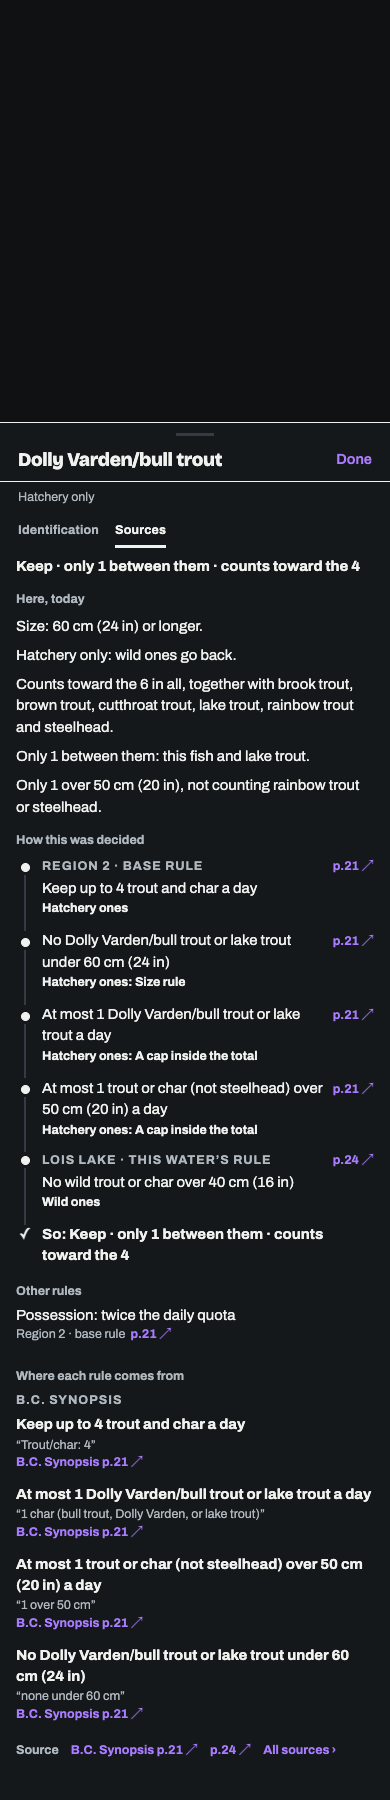 Dolly Varden/bull trout
Done
Hatchery only
Identification
Sources
Keep · only 1 between them · counts toward the 4
Here, today
Size: 60 cm (24 in) or longer.
Hatchery only: wild ones go back.
Counts toward the 6 in all, together with brook trout,
brown trout, cutthroat trout, lake trout, rainbow trout
and steelhead.
Only 1 between them: this fish and lake trout.
Only 1 over 50 cm (20 in), not counting rainbow trout
or steelhead.
How this was decided
REGION 2 · BASE RULE
p.21 ↗
Keep up to 4 trout and char a day
Hatchery ones
No Dolly Varden/bull trout or lake trout
p.21 ↗
under 60 cm (24 in)
Hatchery ones: Size rule
At most 1 Dolly Varden/bull trout or lake
p.21 ↗
trout a day
Hatchery ones: A cap inside the total
At most 1 trout or char (not steelhead) over
p.21 ↗
50 cm (20 in) a day
Hatchery ones: A cap inside the total
LOIS LAKE · THIS WATER'S RULE
p.24 ↗
No wild trout or char over 40 cm (16 in)
Wild ones
✓ So: Keep · only 1 between them · counts
toward the 4
Other rules
Possession: twice the daily quota
Region 2 · base rule p.21 ↗
Where each rule comes from
B.C. SYNOPSIS
Keep up to 4 trout and char a day
“Trout/char: 4”
B.C. Synopsis p.21 ↗
At most 1 Dolly Varden/bull trout or lake trout a day
“1 char (bull trout, Dolly Varden, or lake trout)”
B.C. Synopsis p.21 ↗
At most 1 trout or char (not steelhead) over 50 cm
(20 in) a day
“1 over 50 cm”
B.C. Synopsis p.21 ↗
No Dolly Varden/bull trout or lake trout under 60
cm (24 in)
“none under 60 cm”
B.C. Synopsis p.21 ↗
Source B.C. Synopsis p.21 ↗ p.24 ↗ All sources ›